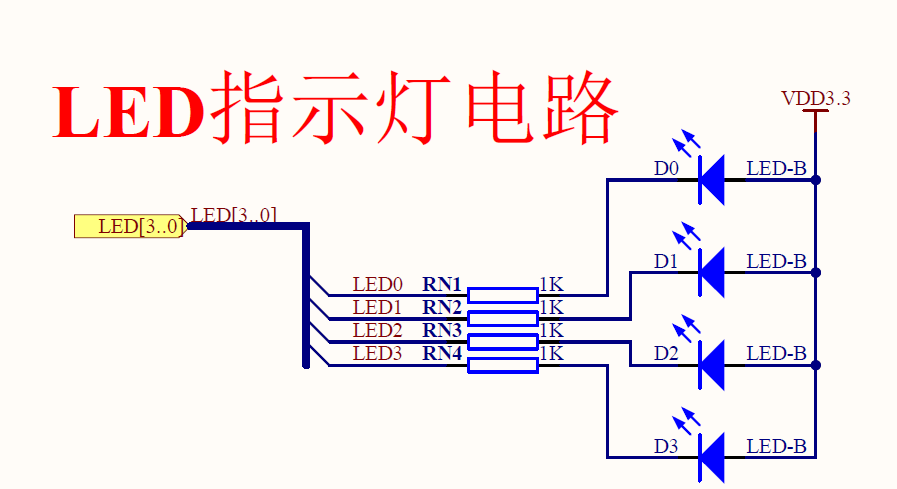 LED指示灯电路
VDD3.3
D0 LED-B
LED[3..0] LED[3..0]
D1 LED-B
LED0 RN1 1K
LED1 RN2 1K
LED2 RN3 1K
LED3 RN4 1K
D2 LED-B
D3 LED-B